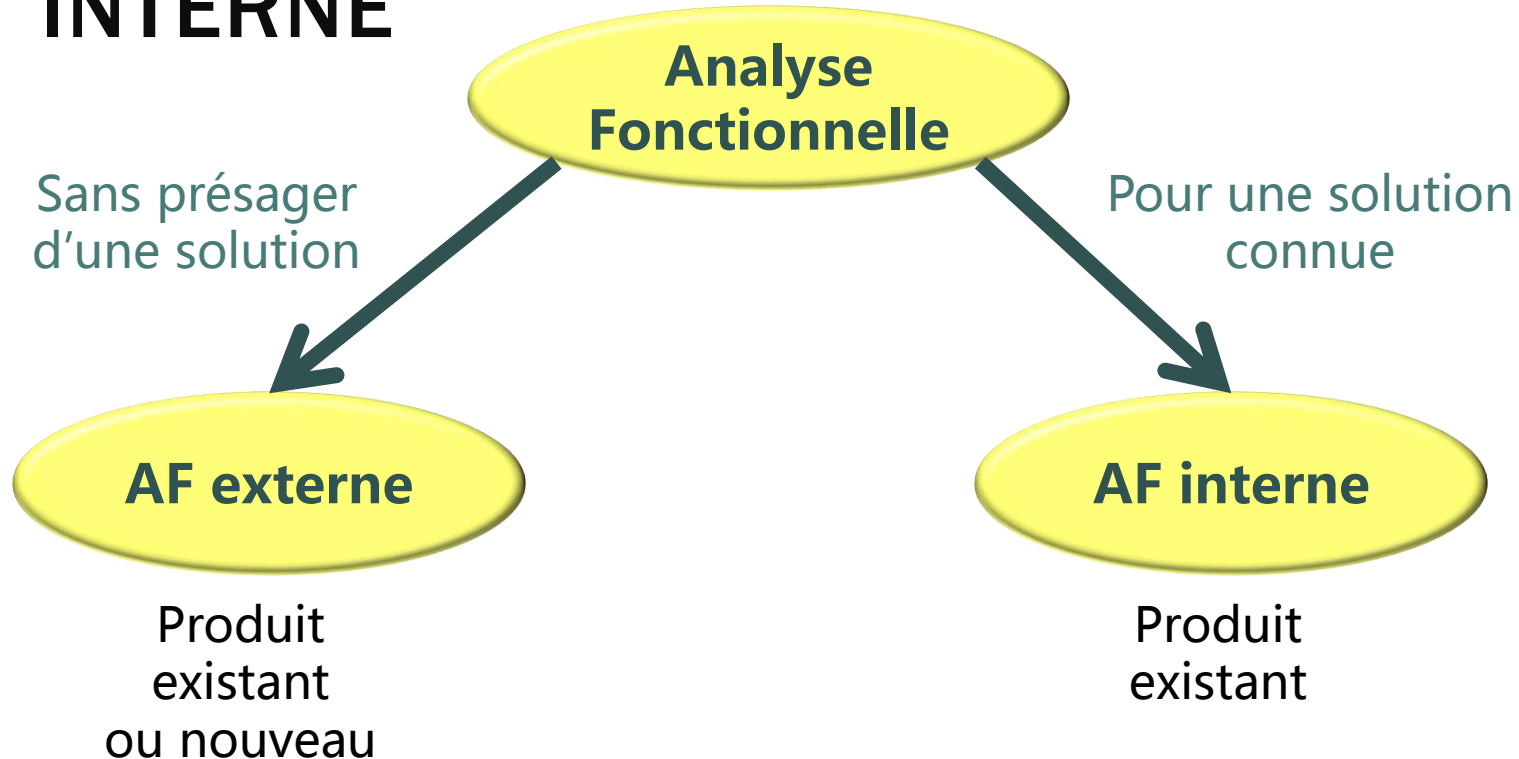 INTERNE
Analyse
Fonctionnelle
Sans présager
d’une solution
Pour une solution
connue
AF externe
AF interne
Produit
existant
ou nouveau
Produit
existant